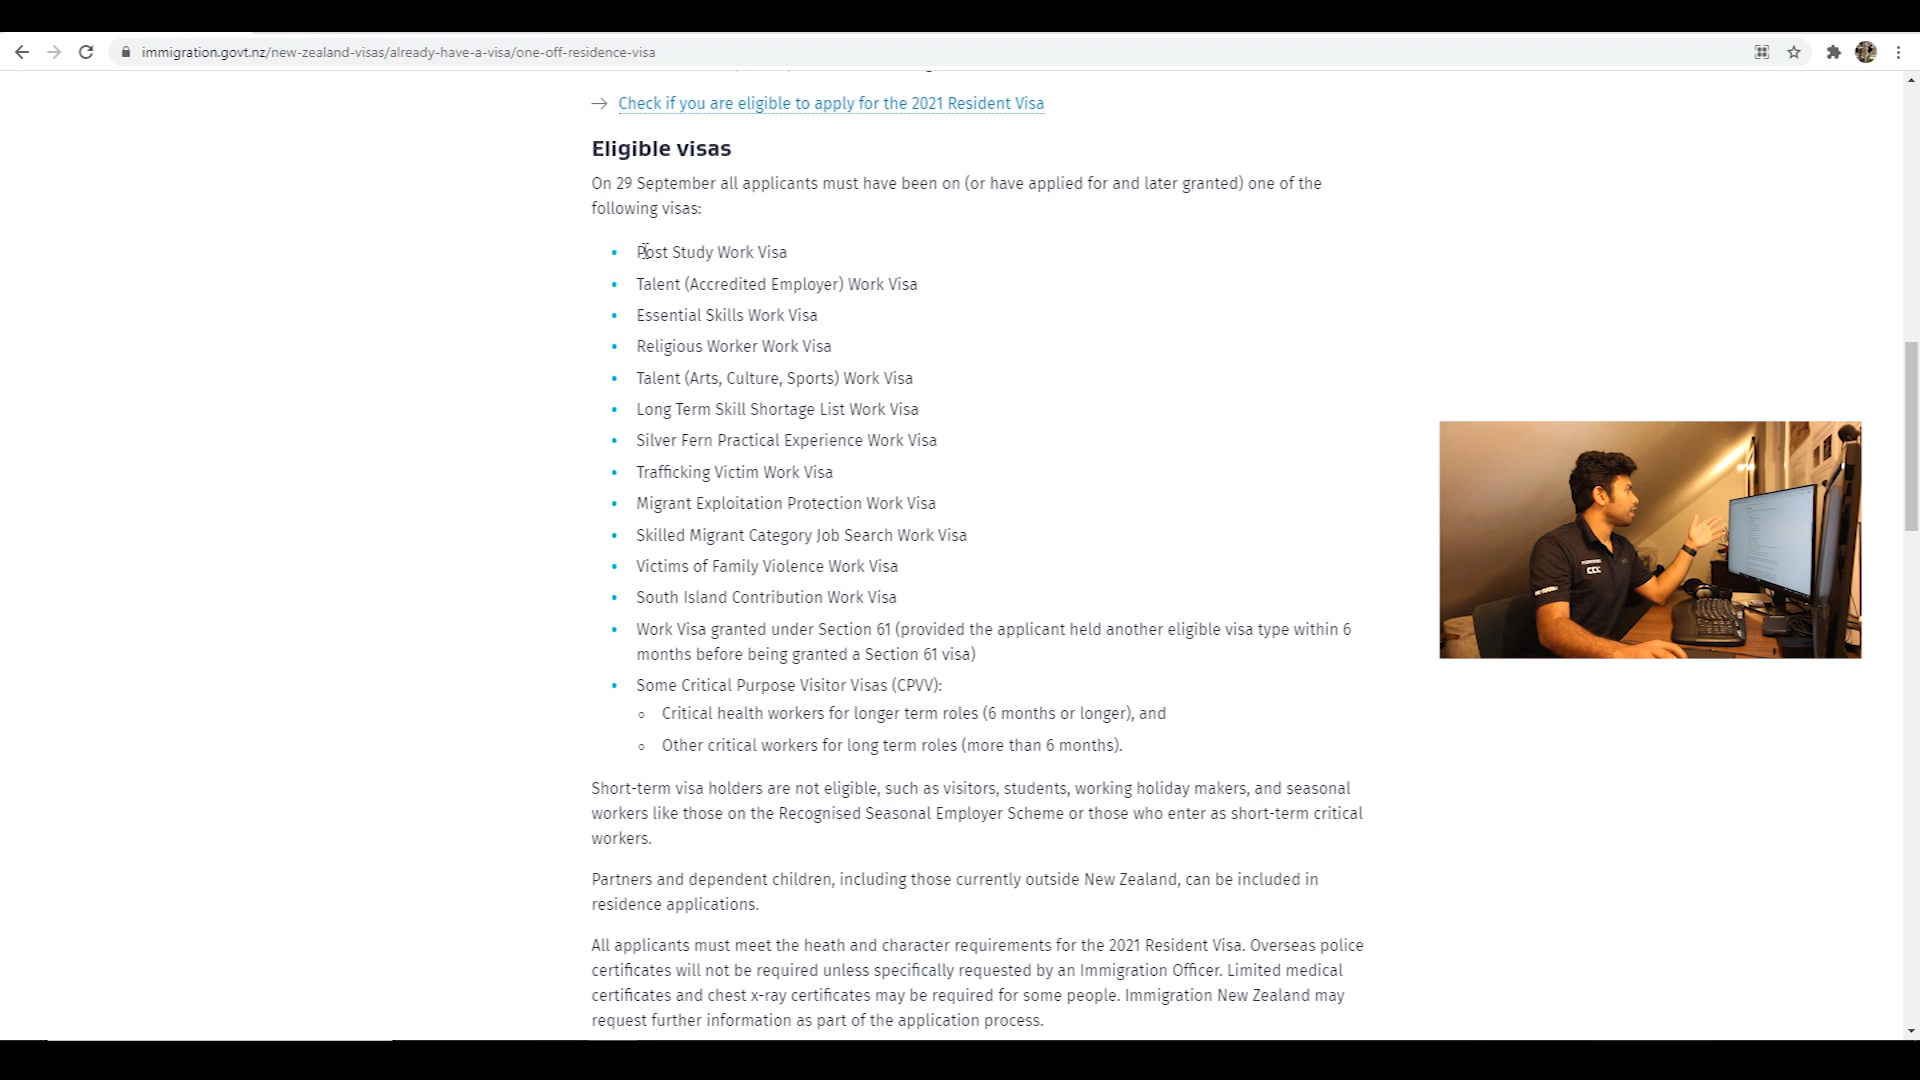 immigration.govt.nz/new-zealand-visas/already-have-a-visa/one-off-residence-visa
Check if you are eligible to apply for the 2021 Resident Visa
Eligible visas
On 29 September all applicants must have been on (or have applied for and later granted) one of the
following visas:
Post Study Work Visa
Talent (Accredited Employer) Work Visa
Essential Skills Work Visa
Religious Worker Work Visa
Talent (Arts, Culture, Sports) Work Visa
Long Term Skill Shortage List Work Visa
Silver Fern Practical Experience Work Visa
Trafficking Victim Work Visa
Migrant Exploitation Protection Work Visa
Skilled Migrant Category Job Search Work Visa
Victims of Family Violence Work Visa
South Island Contribution Work Visa
Work Visa granted under Section 61 (provided the applicant held another eligible visa type within 6
months before being granted a Section 61 visa)
Some Critical Purpose Visitor Visas (CPVV):
Critical health workers for longer term roles (6 months or longer), and
Other critical workers for long term roles (more than 6 months).
Short-term visa holders are not eligible, such as visitors, students, working holiday makers, and seasonal
workers like those on the Recognised Seasonal Employer Scheme or those who enter as short-term critical
workers.
Partners and dependent children, including those currently outside New Zealand, can be included in
residence applications.
All applicants must meet the heath and character requirements for the 2021 Resident Visa. Overseas police
certificates will not be required unless specifically requested by an Immigration Officer. Limited medical
certificates and chest x-ray certificates may be required for some people. Immigration New Zealand may
request further information as part of the application process.
CCC